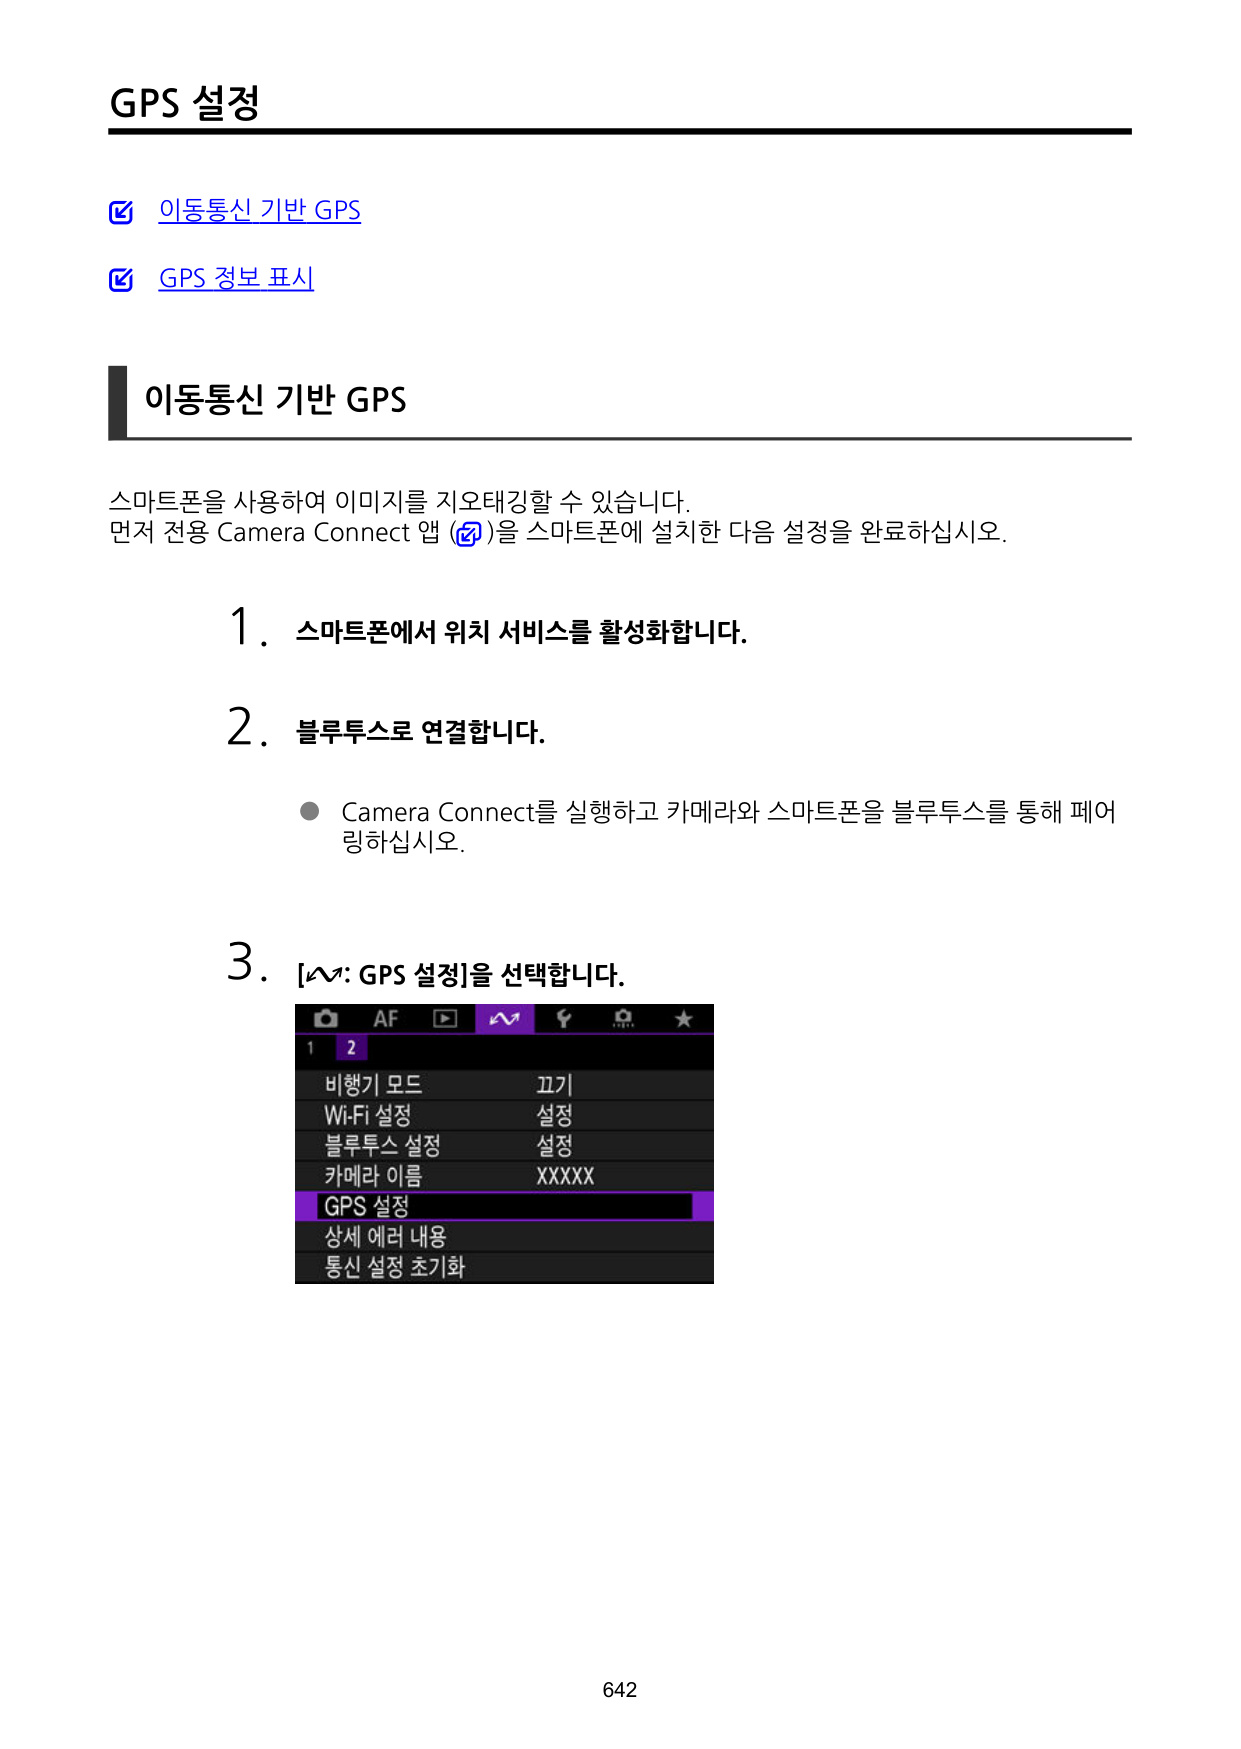 GPS 설정
이동통신 기반 GPS
GPS 정보 표시
이동통신 기반 GPS
스마트폰을 사용하여 이미지를 지오태깅할 수 있습니다.
먼저 전용 Camera Connect 앱 ( )을 스마트폰에 설치한 다음 설정을 완료하십시오.
1. 스마트폰에서 위치 서비스를 활성화합니다.
2. 블루투스로 연결합니다.
● Camera Connect를 실행하고 카메라와 스마트폰을 블루투스를 통해 페어
링하십시오.
3. [ : GPS 설정]을 선택합니다.
AF
1 2
비행기 모드 끄기
Wi-Fi 설정 설정
블루투스 설정 설정
카메라 이름 XXXXX
GPS 설정
상세 에러 내용
통신 설정 초기화
642